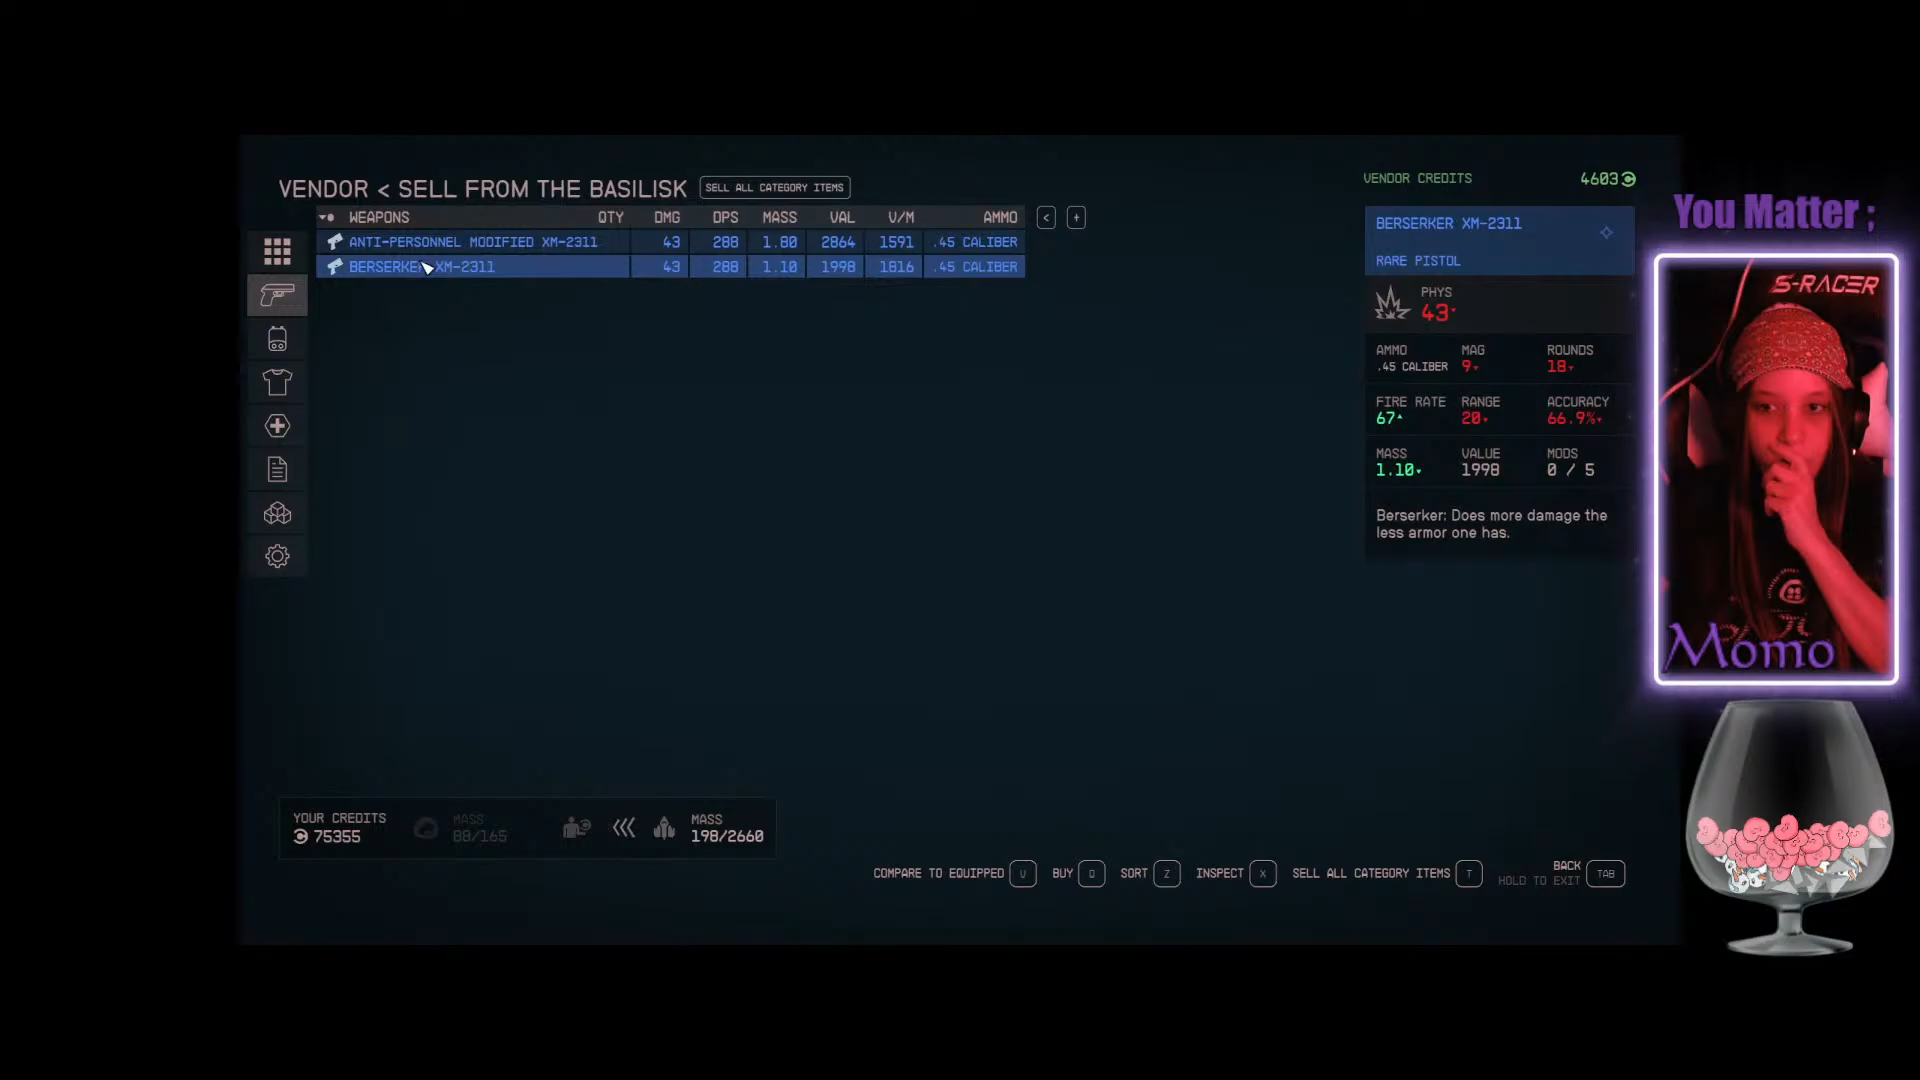 VENDOR < SELL FROM THE BASILISK
SELL ALL CATEGORY ITEMS
WEAPONS QTY DMG DPS MASS VAL V/M AMMO
< +
ANTI-PERSONNEL MODIFIED XM-2311 43 288 1.80 2864 1591 .45 CALIBER
BERSERKER XM-2311 43 288 1.10 1998 1816 .45 CALIBER
VENDOR CREDITS 4603
BERSERKER XM-2311
RARE PISTOL
PHYS
43
AMMO MAG ROUNDS
.45 CALIBER 9 18
FIRE RATE RANGE ACCURACY
67 20 66.9%
MASS VALUE MODS
1.10 1998 0 / 5
Berserker: Does more damage the
less armor one has.
You Matter ;
S-RACER
Momo
YOUR CREDITS
75355
MASS
88/165
MASS
198/2660
COMPARE TO EQUIPPED U BUY Q SORT Z INSPECT X SELL ALL CATEGORY ITEMS T BACK TAB
HOLD TO EXIT